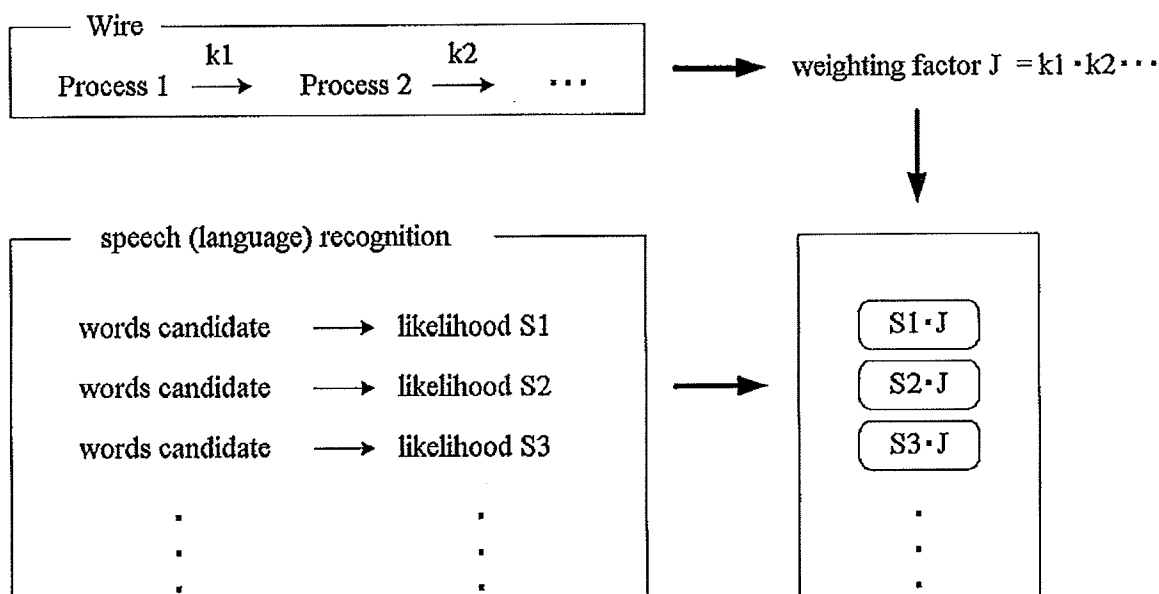 Wire
k1 k2
Process 1 Process 2 ···
weighting factor J = k1・k2・・・
speech (language) recognition
words candidate likelihood S1
words candidate likelihood S2
words candidate likelihood S3
S1・J
S2・J
S3・J